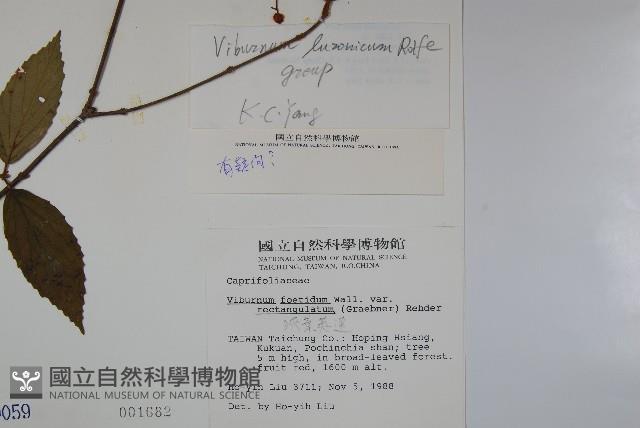 Viburnum luzonicum Rolfe
group
K. C. Yang
國立自然科學博物館
NATIONAL MUSEUM OF NATURAL SCIENCE, TAICHUNG, TAIWAN, R.O.CHINA
有疑问?
國立自然科學博物館
NATIONAL MUSEUM OF NATURAL SCIENCE
TAICHUNG, TAIWAN, R.O.CHINA
Caprifoliaceae
Viburnum foetidum Wall. var.
rectangulatum (Graebner) Rehder
TAIWAN Taichung Co.: Hoping Hsiang,
Kukuan, Pochinchia shan; tree
5 m high, in broad-leaved forest.
fruit red, 1600 m alt.
Ho-yih Liu 3711; Nov 5, 1988
Det. by Ho-yih Liu
國立自然科學博物館
NATIONAL MUSEUM OF NATURAL SCIENCE
0059
001682